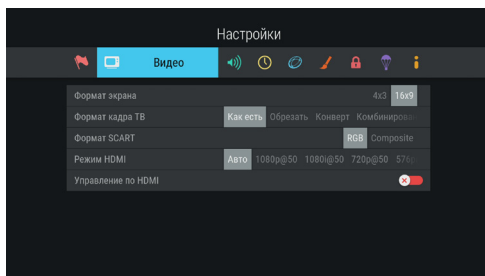 Настройки
Видео
Формат экрана 4x3 16x9
Формат кадра ТВ Как есть Обрезать Конверт
Формат SCART RGB Composite
Режим HDMI Авто 1080p@50 1080i@50 720p@50
Управление по HDMI